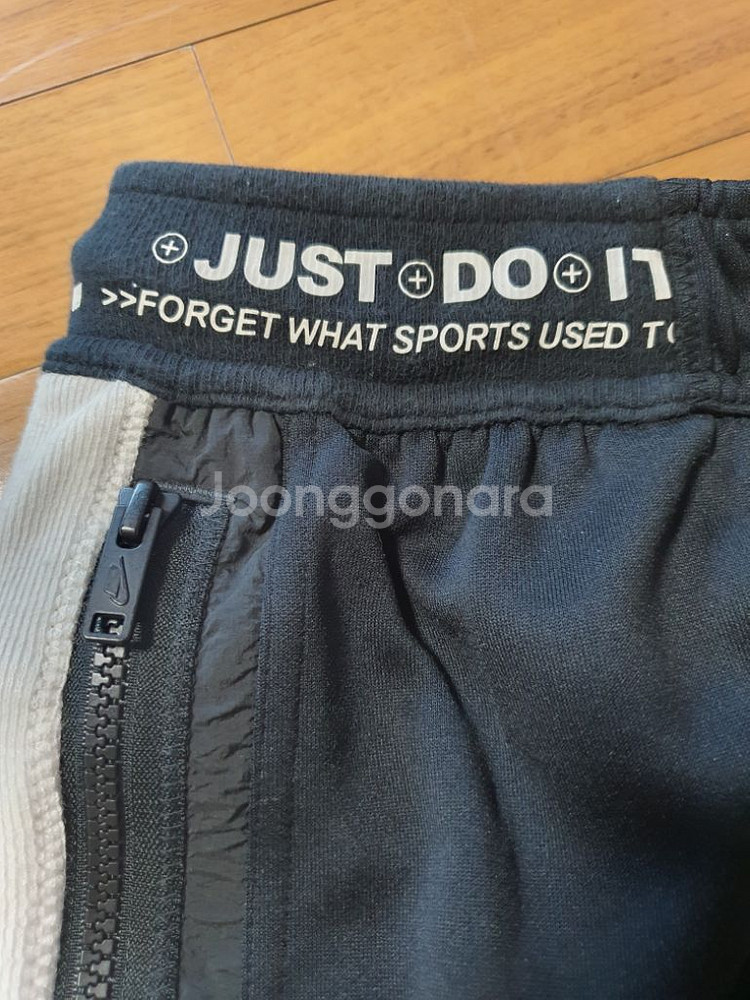 JUST DO IT
>>FORGET WHAT SPORTS USED
Joonggonara